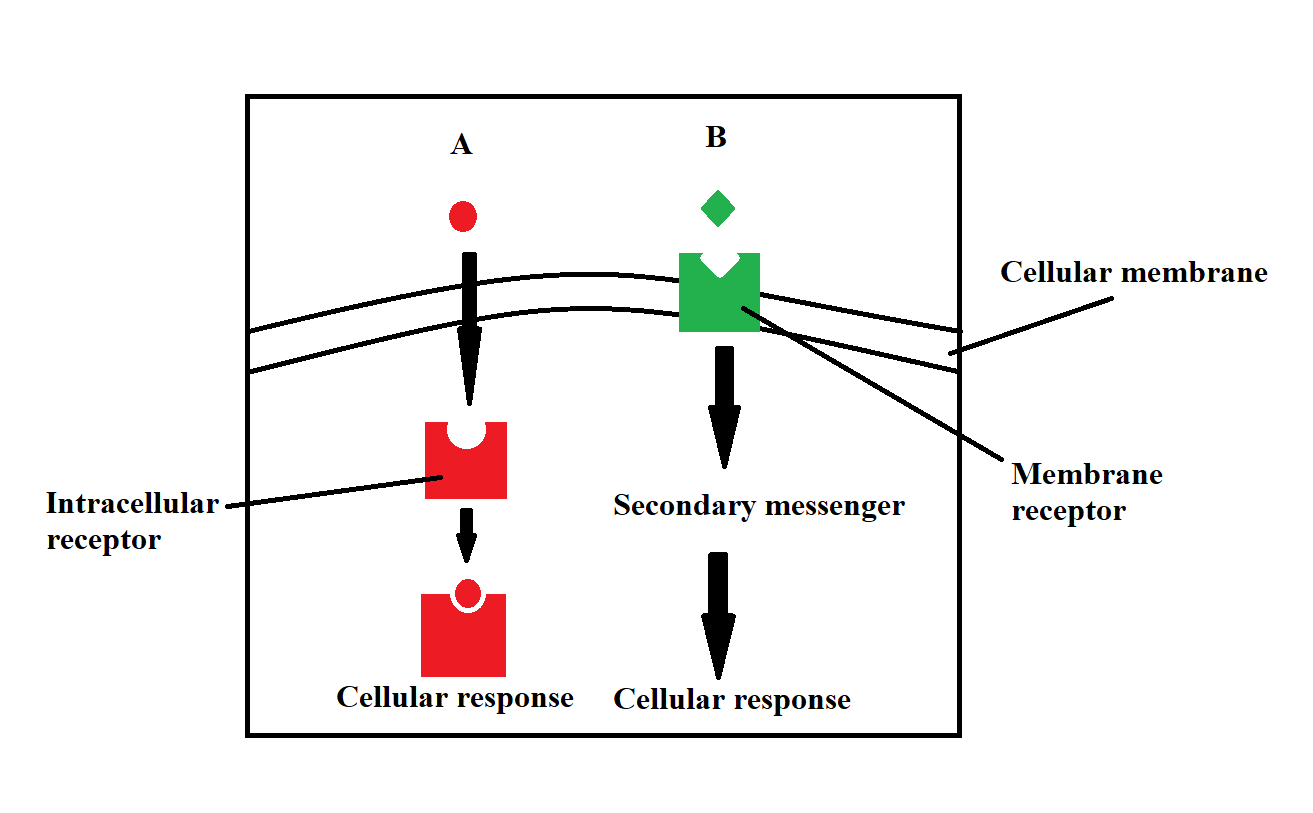 A
B
Cellular membrane
Membrane
receptor
Intracellular
receptor
Secondary messenger
Cellular response
Cellular response